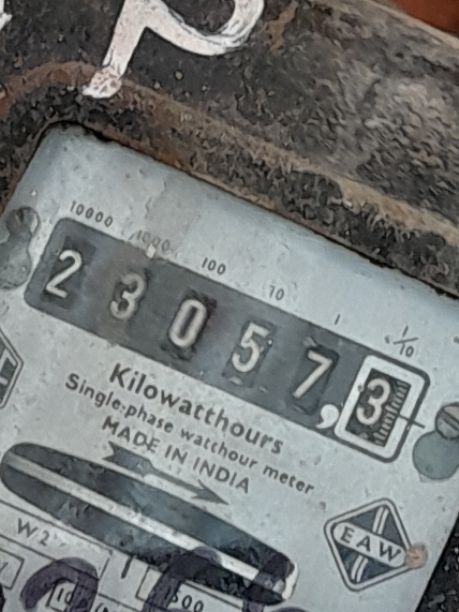 P
10000 1000 100 10 1 1/10
2 3 0 5 7 , 3
Kilowatthours
Single-phase watthour meter
MADE IN INDIA
EAW
W2